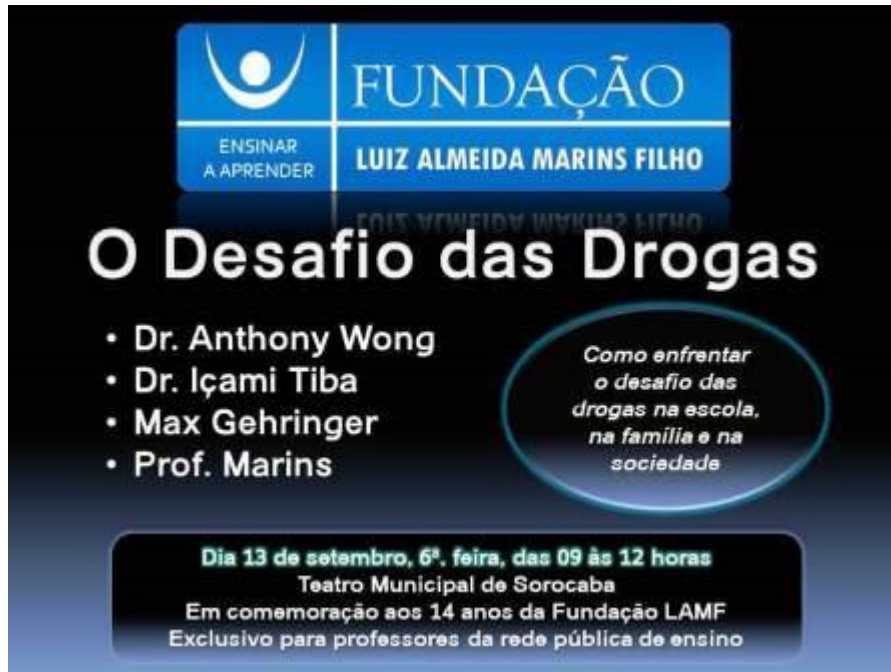 FUNDAÇÃO
ENSINAR
A APRENDER
LUIZ ALMEIDA MARINS FILHO
O Desafio das Drogas
• Dr. Anthony Wong
• Dr. Içami Tiba
• Max Gehringer
• Prof. Marins
Como enfrentar
o desafio das
drogas na escola,
na família e na
sociedade
Dia 13 de setembro, 6ª. feira, das 09 às 12 horas
Teatro Municipal de Sorocaba
Em comemoração aos 14 anos da Fundação LAMF
Exclusivo para professores da rede pública de ensino